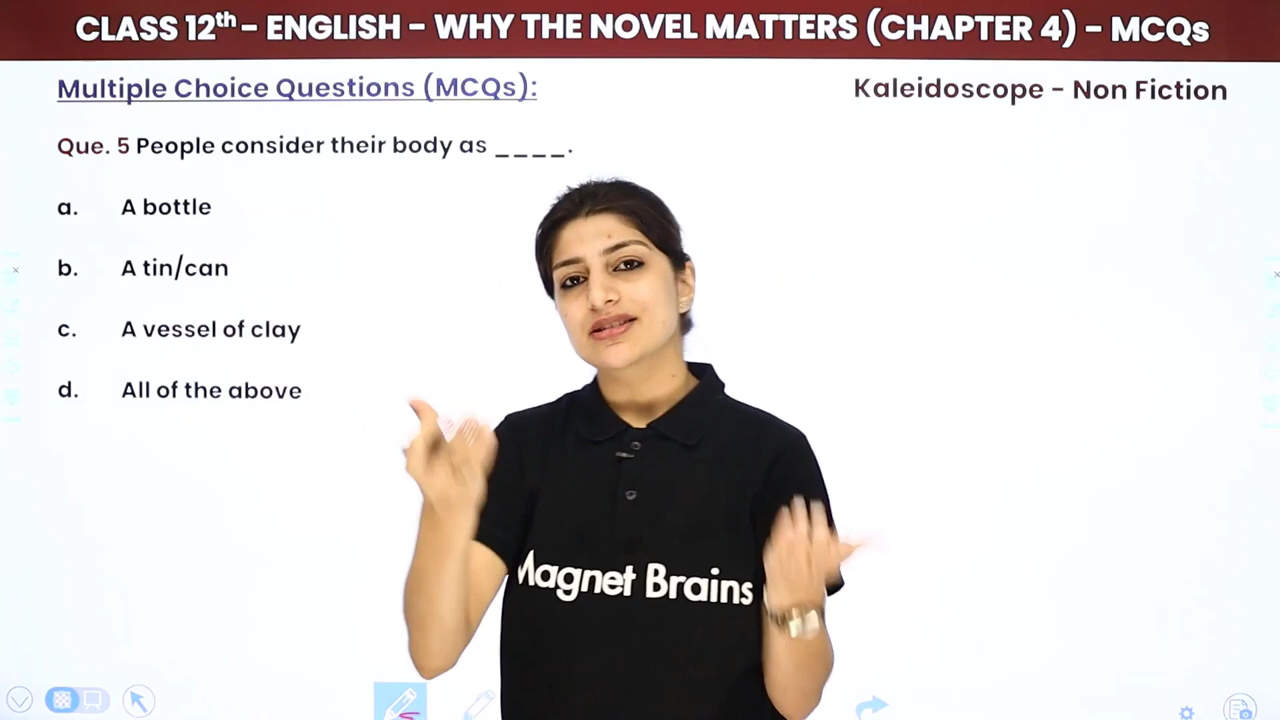 CLASS 12th - ENGLISH - WHY THE NOVEL MATTERS (CHAPTER 4) - MCQs
Multiple Choice Questions (MCQs):
Kaleidoscope - Non Fiction
Que. 5 People consider their body as ____.
a. A bottle
b. A tin/can
c. A vessel of clay
d. All of the above
Magnet Brains